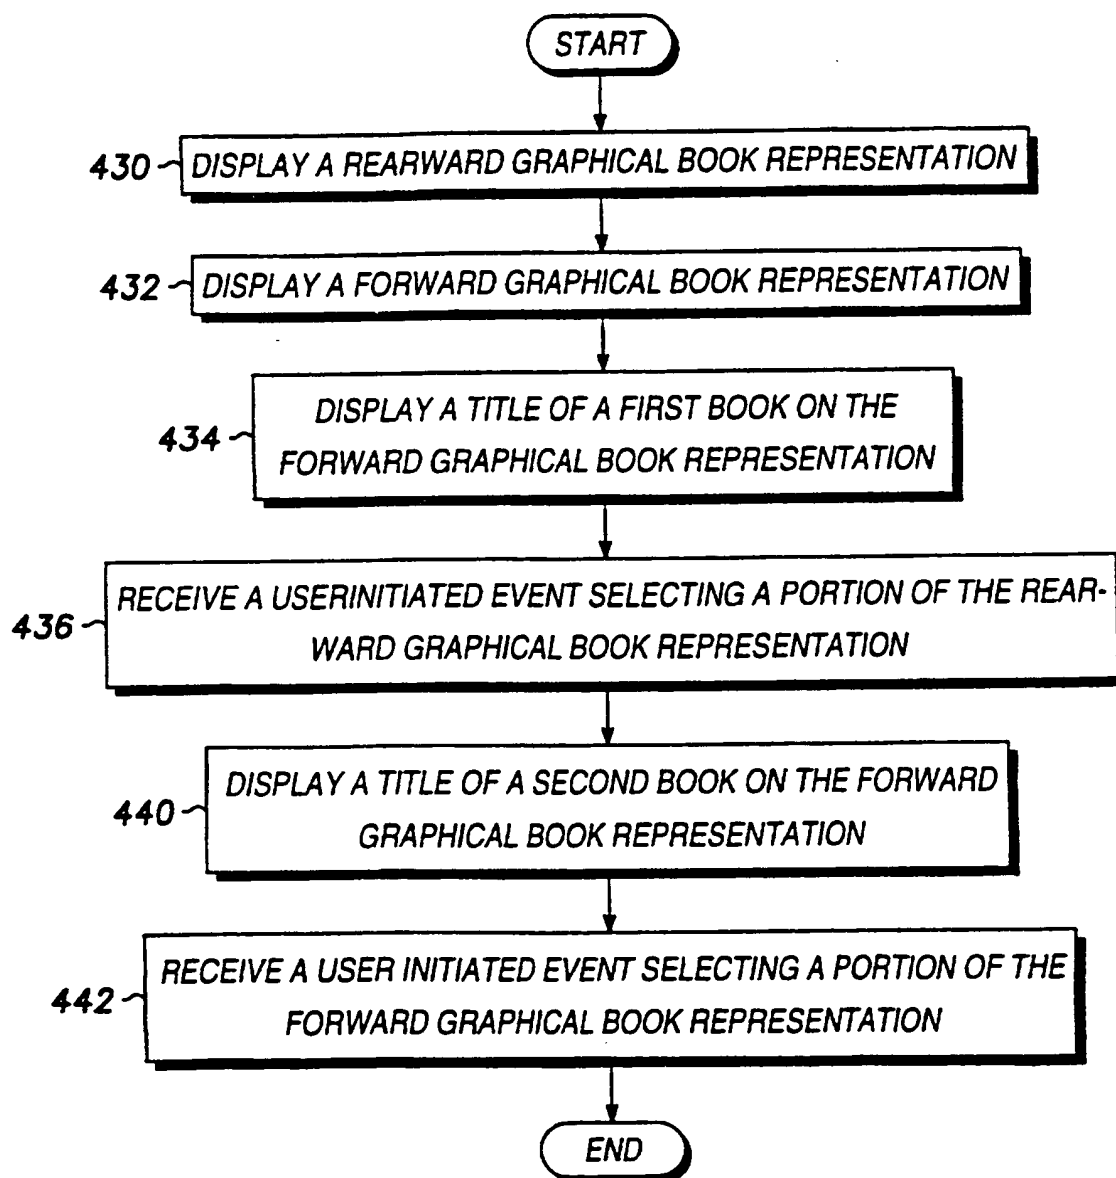 START
430 DISPLAY A REARWARD GRAPHICAL BOOK REPRESENTATION
432 DISPLAY A FORWARD GRAPHICAL BOOK REPRESENTATION
DISPLAY A TITLE OF A FIRST BOOK ON THE
434
FORWARD GRAPHICAL BOOK REPRESENTATION
RECEIVE A USERINITIATED EVENT SELECTING A PORTION OF THE REAR-
436
WARD GRAPHICAL BOOK REPRESENTATION
DISPLAY A TITLE OF A SECOND BOOK ON THE FORWARD
440
GRAPHICAL BOOK REPRESENTATION
RECEIVE A USER INITIATED EVENT SELECTING A PORTION OF THE
442
FORWARD GRAPHICAL BOOK REPRESENTATION
END